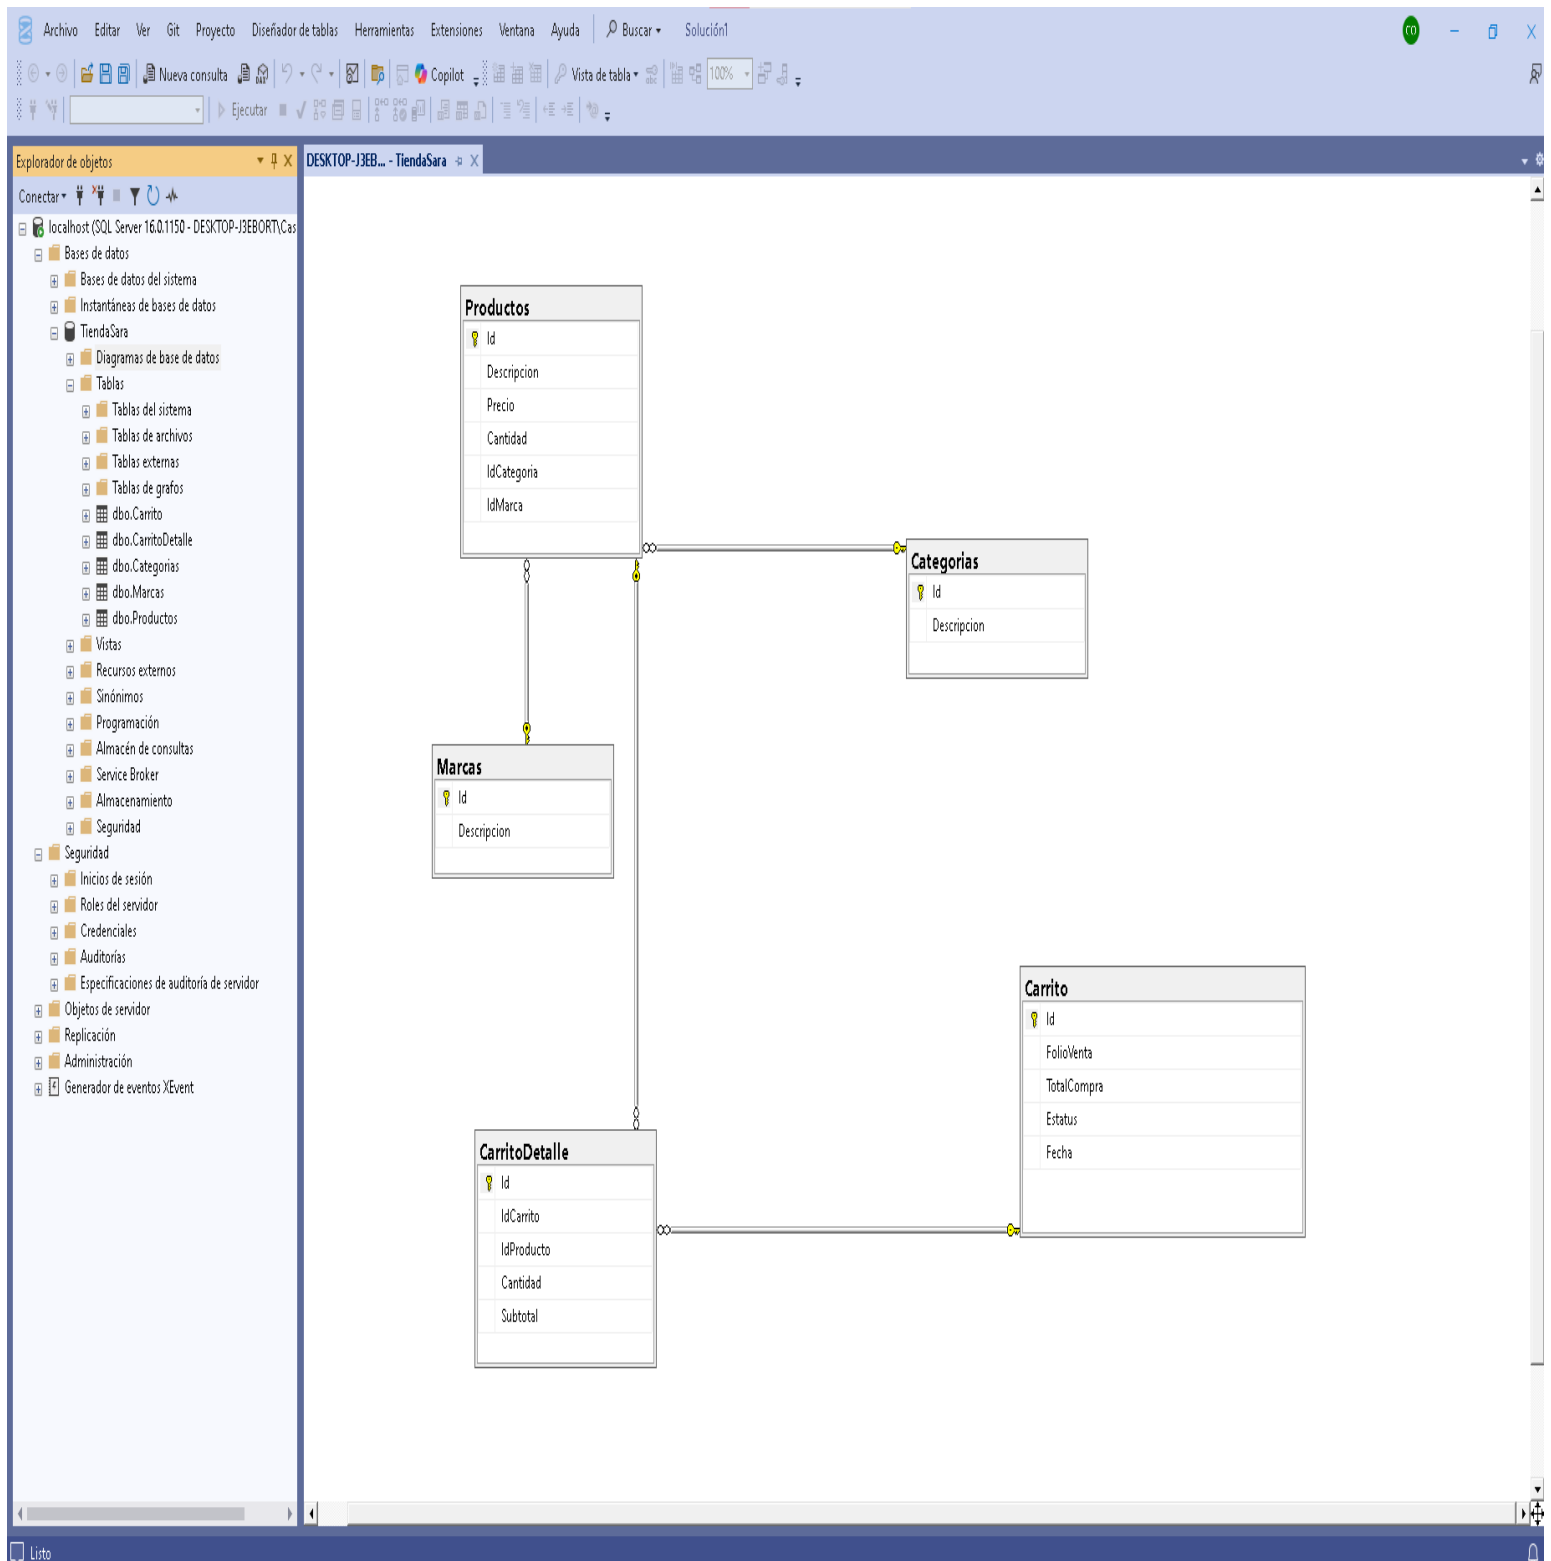 Archivo Editar Ver Git Proyecto Diseñador de tablas Herramientas Extensiones Ventana Ayuda Buscar Solución1
Nueva consulta DAX Copilot Vista de tabla abc 100%
Ejecutar
Explorador de objetos
Conectar
localhost (SQL Server 16.0.1150 - DESKTOP-J3EBORT\Cas
Bases de datos
Bases de datos del sistema
Instantáneas de bases de datos
TiendaSara
Diagramas de base de datos
Tablas
Tablas del sistema
Tablas de archivos
Tablas externas
Tablas de grafos
dbo.Carrito
dbo.CarritoDetalle
dbo.Categorias
dbo.Marcas
dbo.Productos
Vistas
Recursos externos
Sinónimos
Programación
Almacén de consultas
Service Broker
Almacenamiento
Seguridad
Seguridad
Inicios de sesión
Roles del servidor
Credenciales
Auditorías
Especificaciones de auditoría de servidor
Objetos de servidor
Replicación
Administración
Generador de eventos XEvent
DESKTOP-J3EB... - TiendaSara
Productos
Id
Descripcion
Precio
Cantidad
IdCategoria
IdMarca
Categorias
Id
Descripcion
Marcas
Id
Descripcion
Carrito
Id
FolioVenta
TotalCompra
Estatus
Fecha
CarritoDetalle
Id
IdCarrito
IdProducto
Cantidad
Subtotal
Listo